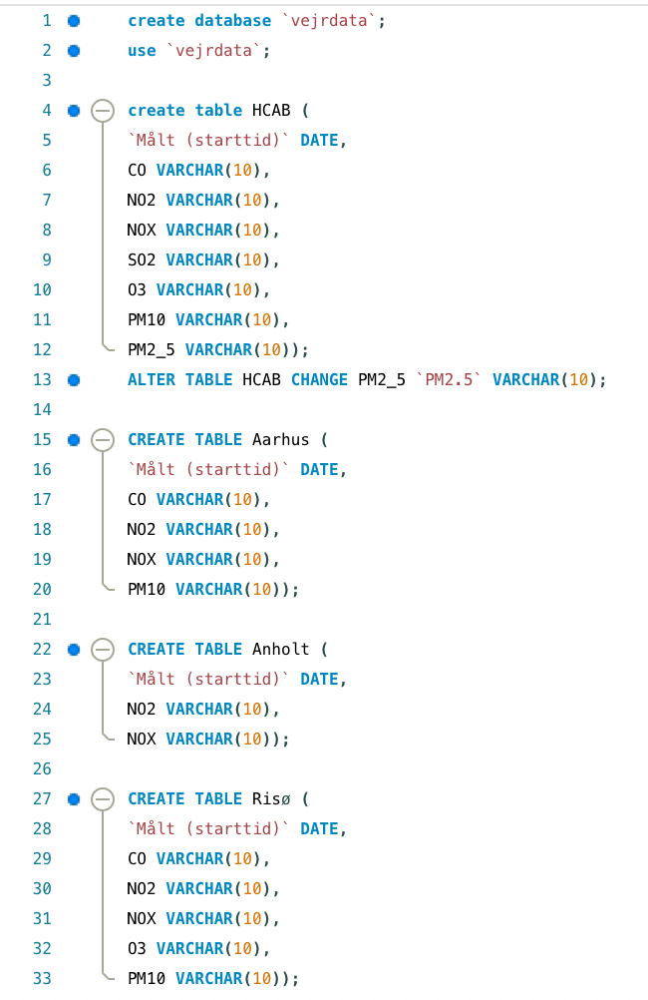 1 create database `vejrdata`;
2 use `vejrdata`;
3
4 create table HCAB (
5 `Målt (starttid)` DATE,
6 CO VARCHAR(10),
7 NO2 VARCHAR(10),
8 NOX VARCHAR(10),
9 SO2 VARCHAR(10),
10 O3 VARCHAR(10),
11 PM10 VARCHAR(10),
12 PM2_5 VARCHAR(10));
13 ALTER TABLE HCAB CHANGE PM2_5 `PM2.5` VARCHAR(10);
14
15 CREATE TABLE Aarhus (
16 `Målt (starttid)` DATE,
17 CO VARCHAR(10),
18 NO2 VARCHAR(10),
19 NOX VARCHAR(10),
20 PM10 VARCHAR(10));
21
22 CREATE TABLE Anholt (
23 `Målt (starttid)` DATE,
24 NO2 VARCHAR(10),
25 NOX VARCHAR(10));
26
27 CREATE TABLE Risø (
28 `Målt (starttid)` DATE,
29 CO VARCHAR(10),
30 NO2 VARCHAR(10),
31 NOX VARCHAR(10),
32 O3 VARCHAR(10),
33 PM10 VARCHAR(10));